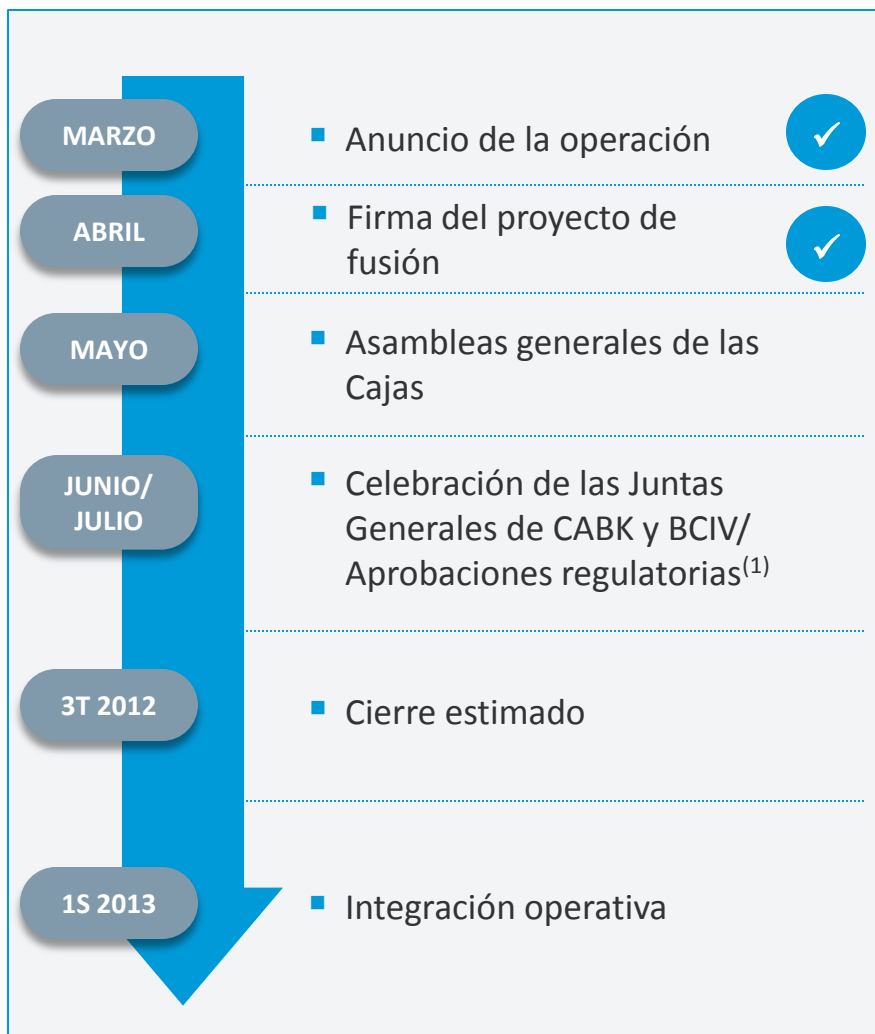 MARZO
▪ Anuncio de la operación
✓
ABRIL
▪ Firma del proyecto de
fusión
✓
MAYO
▪ Asambleas generales de las
Cajas
JUNIO/
JULIO
▪ Celebración de las Juntas
Generales de CABK y BCIV/
Aprobaciones regulatorias(1)
3T 2012
▪ Cierre estimado
1S 2013
▪ Integración operativa